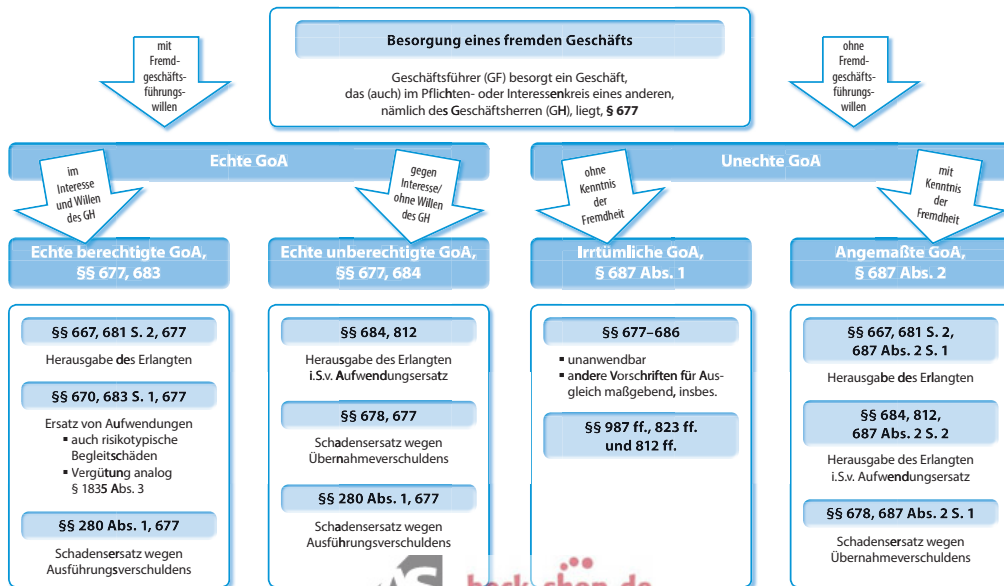 Besorgung eines fremden Geschäfts
Geschäftsführer (GF) besorgt ein Geschäft,
das (auch) im Pflichten- oder Interessenkreis eines anderen,
nämlich des Geschäftsherren (GH), liegt, § 677
mit
Fremd-
geschäfts-
führungs-
willen
ohne
Fremd-
geschäfts-
führungs-
willen
Echte GoA
Unechte GoA
im
Interesse
und Willen
des GH
gegen
Interesse/
ohne Willen
des GH
ohne
Kenntnis
der
Fremdheit
mit
Kenntnis
der
Fremdheit
Echte berechtigte GoA,
§§ 677, 683
§§ 667, 681 S. 2, 677
Herausgabe des Erlangten
§§ 670, 683 S. 1, 677
Ersatz von Aufwendungen
▪ auch risikotypische
Begleitschäden
▪ Vergütung analog
§ 1835 Abs. 3
§§ 280 Abs. 1, 677
Schadensersatz wegen
Ausführungsverschuldens
Echte unberechtigte GoA,
§§ 677, 684
§§ 684, 812
Herausgabe des Erlangten
i.S.v. Aufwendungsersatz
§§ 678, 677
Schadensersatz wegen
Übernahmeverschuldens
§§ 280 Abs. 1, 677
Schadensersatz wegen
Ausführungsverschuldens
Irrtümliche GoA,
§ 687 Abs. 1
§§ 677–686
▪ unanwendbar
▪ andere Vorschriften für Aus-
gleich maßgebend, insbes.
§§ 987 ff., 823 ff.
und 812 ff.
Angemaßte GoA,
§ 687 Abs. 2
§§ 667, 681 S. 2,
687 Abs. 2 S. 1
Herausgabe des Erlangten
§§ 684, 812,
687 Abs. 2 S. 2
Herausgabe des Erlangten
i.S.v. Aufwendungsersatz
§§ 678, 687 Abs. 2 S. 1
Schadensersatz wegen
Übernahmeverschuldens
AS beck-shop.de